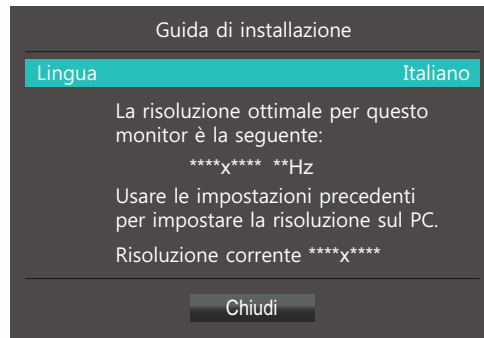 Guida di installazione
Lingua Italiano
La risoluzione ottimale per questo
monitor è la seguente:
****x**** **Hz
Usare le impostazioni precedenti
per impostare la risoluzione sul PC.
Risoluzione corrente ****x****
Chiudi